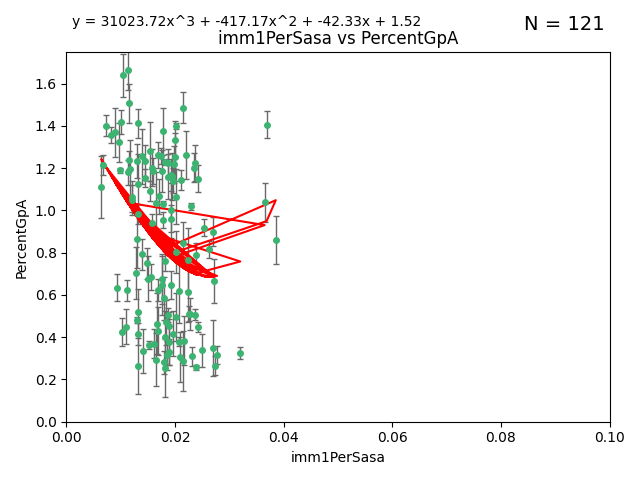 y = 31023.72x^3 + -417.17x^2 + -42.33x + 1.52
N = 121
imm1PerSasa vs PercentGpA
PercentGpA
1.6
1.4
1.2
1.0
0.8
0.6
0.4
0.2
0.0
0.00 0.02 0.04 0.06 0.08 0.10
imm1PerSasa